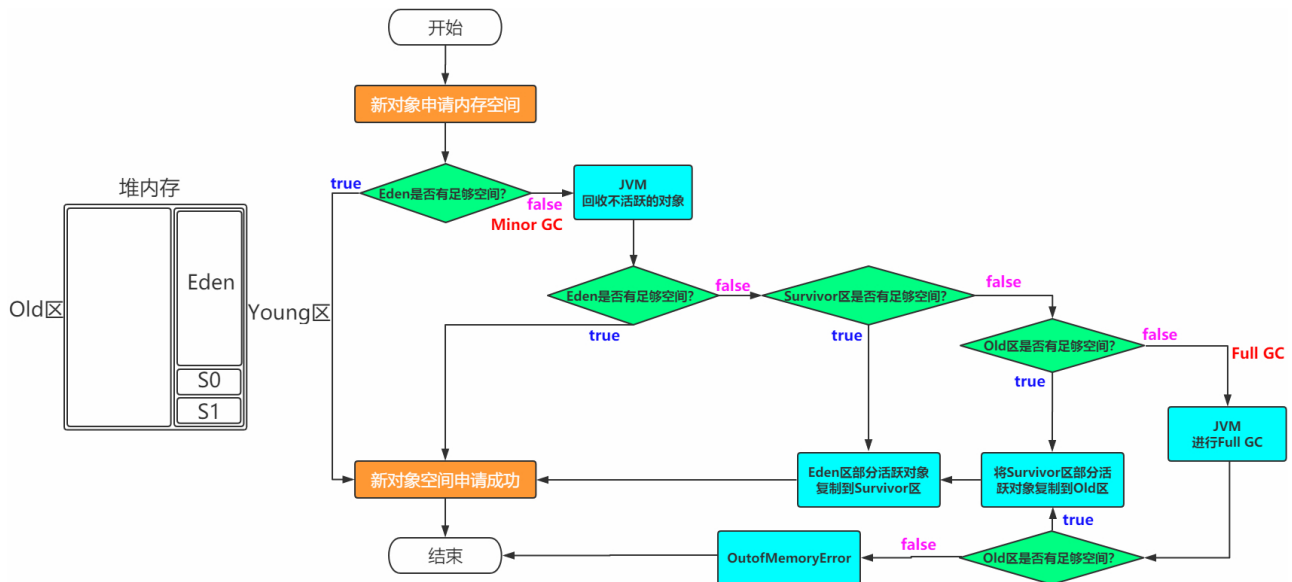 开始
新对象申请内存空间
true
Eden是否有足够空间?
false
Minor GC
JVM
回收不活跃的对象
堆内存
Old区
Eden
S0
S1
Young区
Eden是否有足够空间?
false
true
Survivor区是否有足够空间?
false
true
Old区是否有足够空间?
false
Full GC
true
JVM
进行Full GC
新对象空间申请成功
Eden区部分活跃对象
复制到Survivor区
将Survivor区部分活
跃对象复制到Old区
true
结束
OutofMemoryError
false
Old区是否有足够空间?